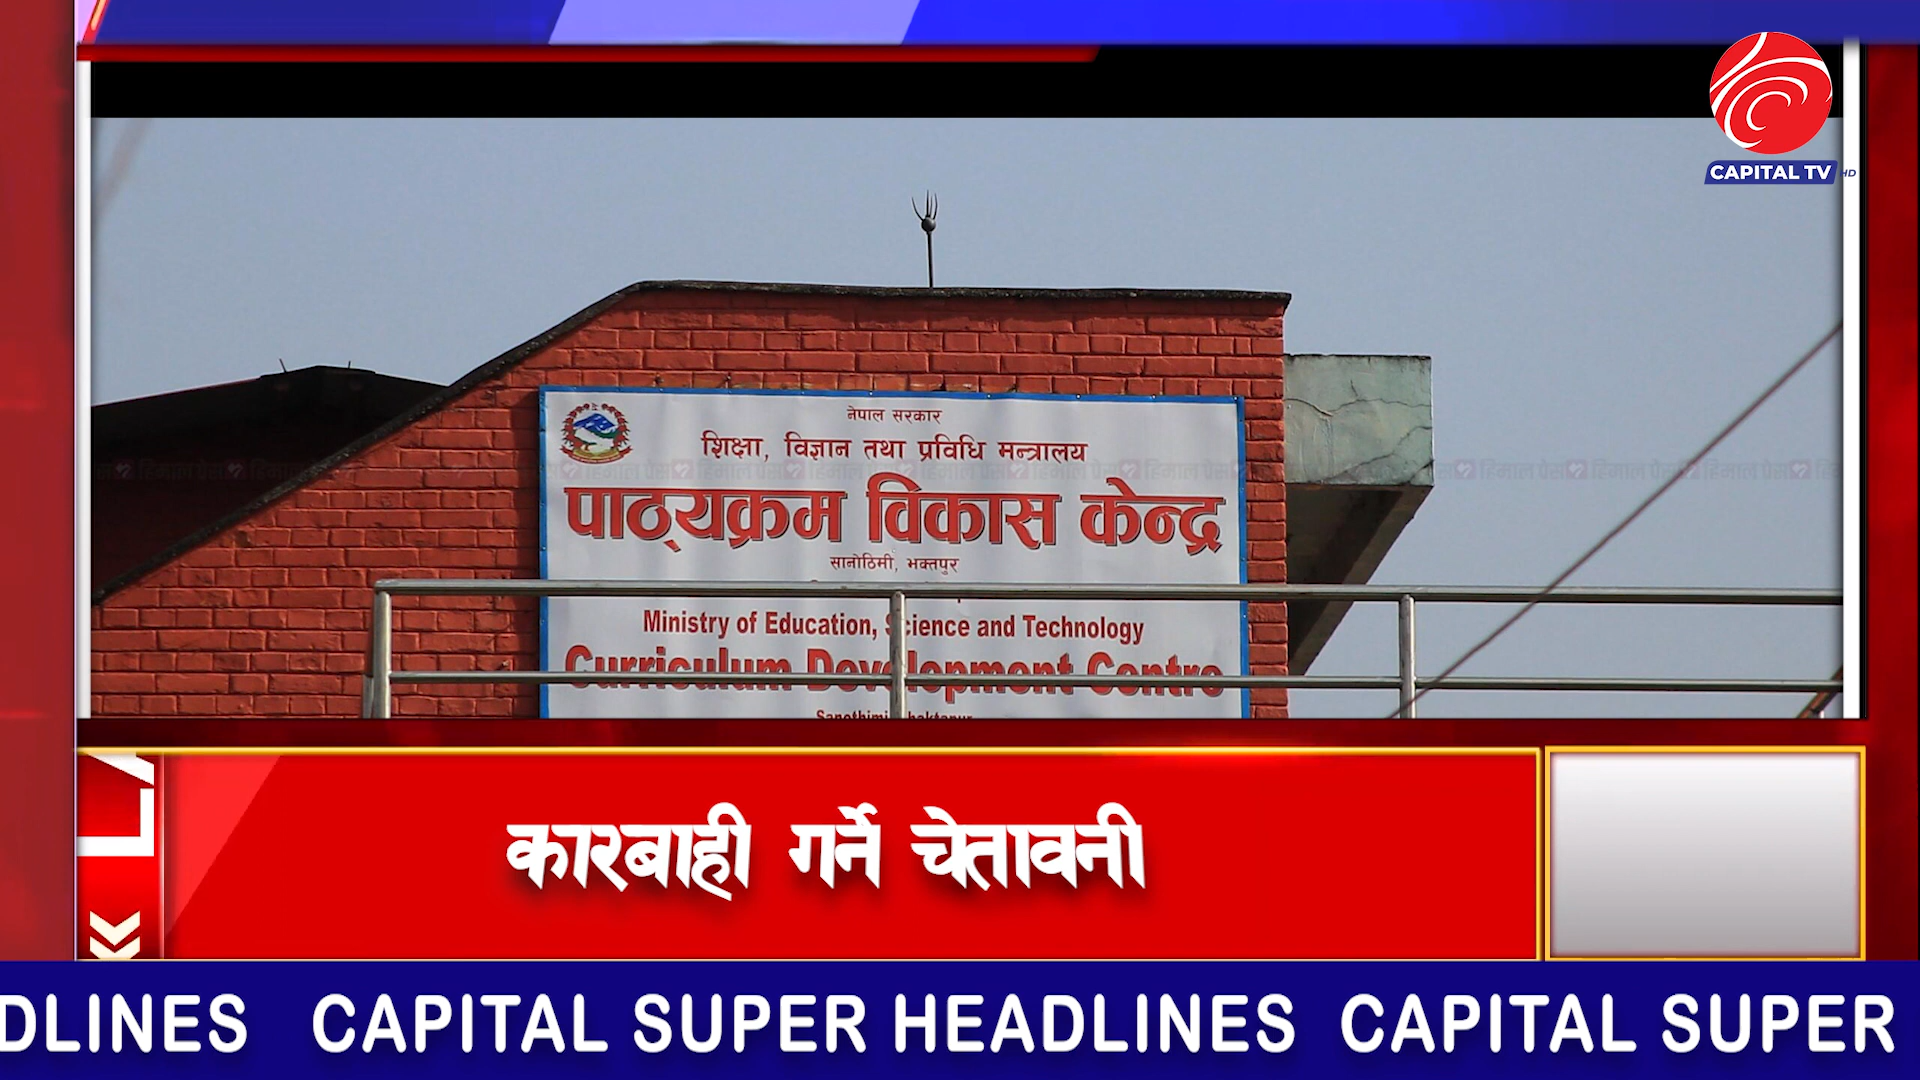 CAPITAL TV HD
नेपाल सरकार
शिक्षा, विज्ञान तथा प्रविधि मन्त्रालय
पाठ्यक्रम विकास केन्द्र
सानोठिमी, भक्तपुर
Ministry of Education, Science and Technology
Curriculum Development Centre
हिमाल प्रेस हिमाल प्रेस हिमाल प्रेस हिमाल प्रेस हिमाल प्रेस
कारबाही गर्ने चेतावनी
DLINES CAPITAL SUPER HEADLINES CAPITAL SUPER